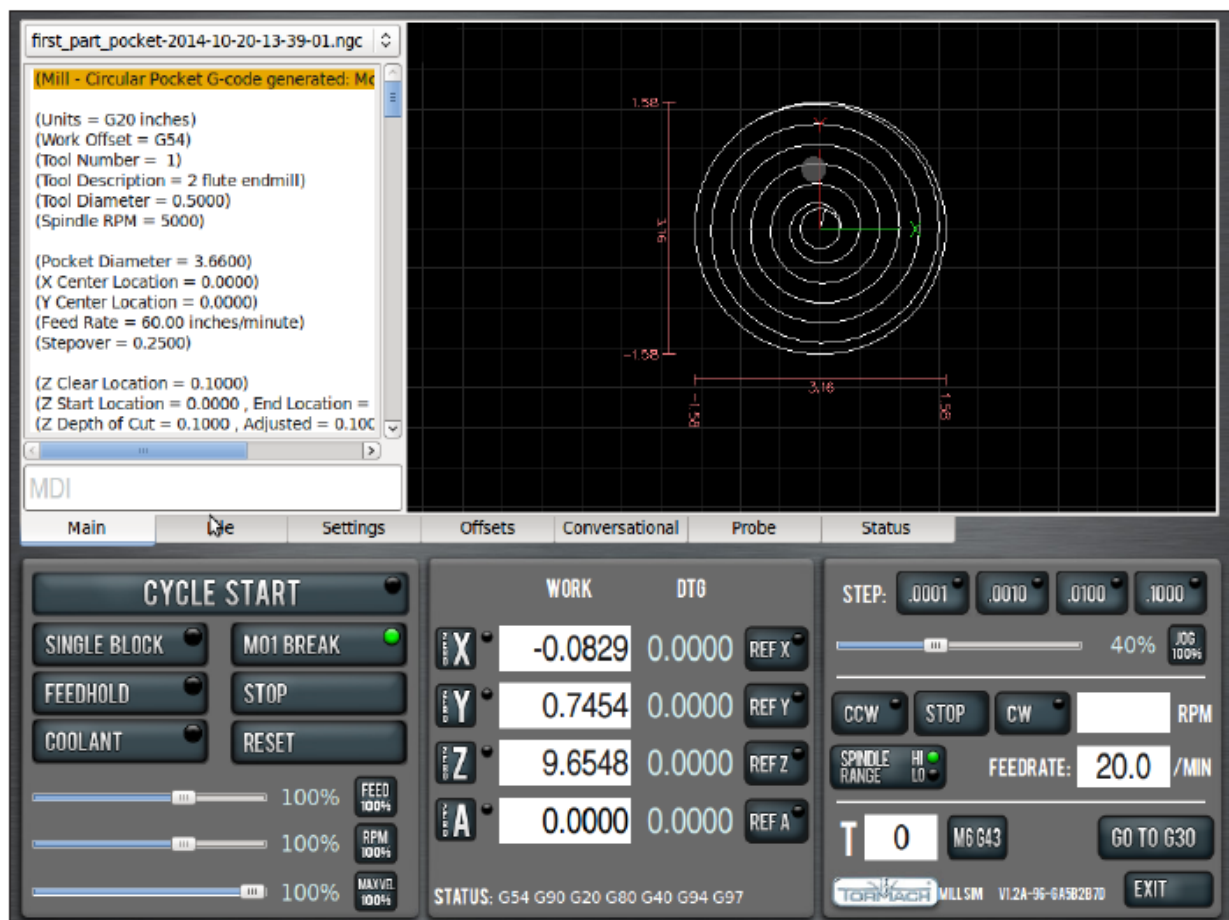 first_part_pocket-2014-10-20-13-39-01.ngc
(Mill - Circular Pocket G-code generated: Mc
(Units = G20 inches)
(Work Offset = G54)
(Tool Number = 1)
(Tool Description = 2 flute endmill)
(Tool Diameter = 0.5000)
(Spindle RPM = 5000)
(Pocket Diameter = 3.6600)
(X Center Location = 0.0000)
(Y Center Location = 0.0000)
(Feed Rate = 60.00 inches/minute)
(Stepover = 0.2500)
(Z Clear Location = 0.1000)
(Z Start Location = 0.0000 , End Location =
(Z Depth of Cut = 0.1000 , Adjusted = 0.100
MDI
1.58
Y
3.16
X
-1.58
3.16
-1.58
1.58
Main
Settings
Offsets
Conversational
Probe
Status
CYCLE START
SINGLE BLOCK
M01 BREAK
FEEDHOLD
STOP
COOLANT
RESET
100% FEED 100%
100% RPM 100%
100% MAXVEL 100%
WORK DTG
ZERO X -0.0829 0.0000 REF X
ZERO Y 0.7454 0.0000 REF Y
ZERO Z 9.6548 0.0000 REF Z
ZERO A 0.0000 0.0000 REF A
STATUS: G54 G90 G20 G80 G40 G94 G97
STEP: .0001 .0010 .0100 .1000
40% JOG 100%
CCW STOP CW RPM
SPINDLE RANGE HI LO FEEDRATE: 20.0 /MIN
T 0 M6 G43 GO TO G30
TORMACH MILL SIM EXIT